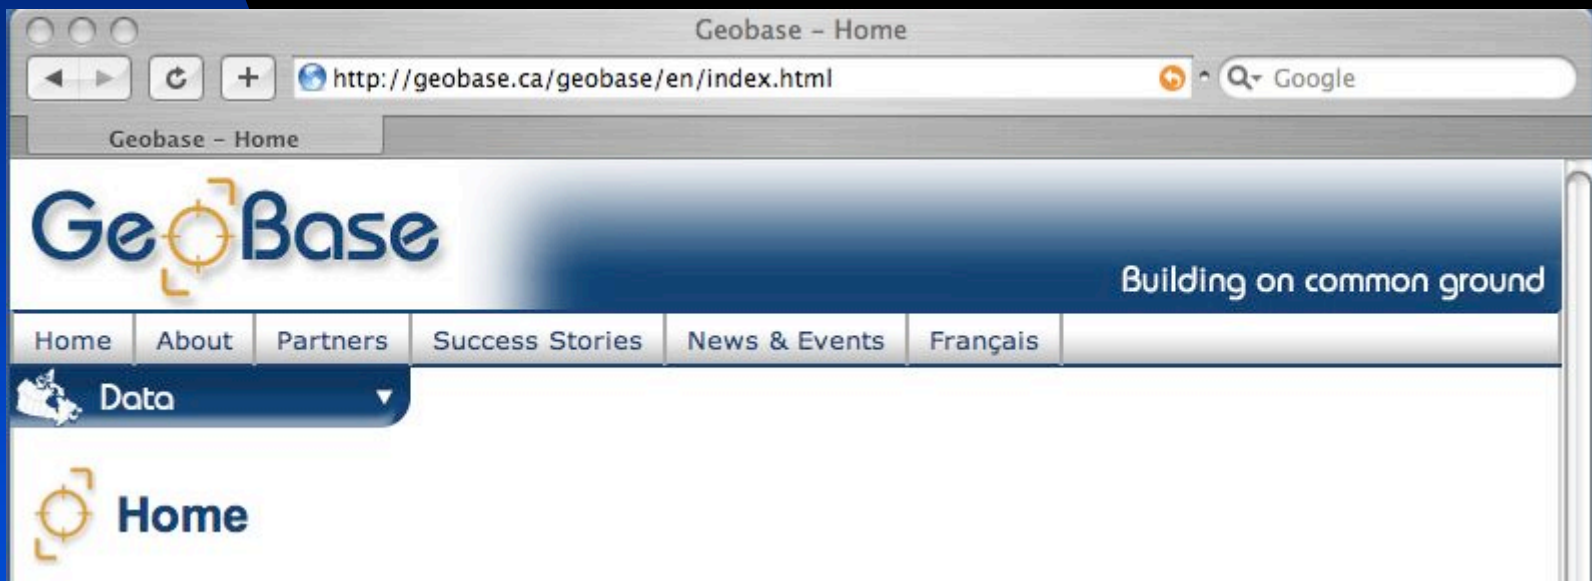 Geobase – Home
http://geobase.ca/geobase/en/index.html
Google
Geobase – Home
GeoBase
Building on common ground
Home About Partners Success Stories News & Events Français
Data
Home